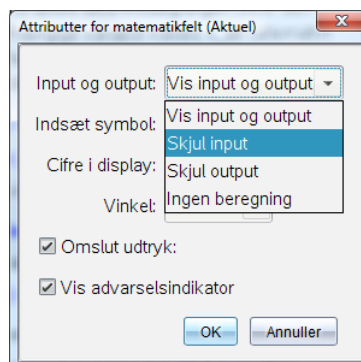 Attributter for matematikfelt (Aktuel)
Input og output: Vis input og output
Vis input og output
Indsæt symbol:
Skjul input
Cifre i display:
Skjul output
Vinkel:
Ingen beregning
Omslut udtryk:
Vis advarselsindikator
OK Annuller